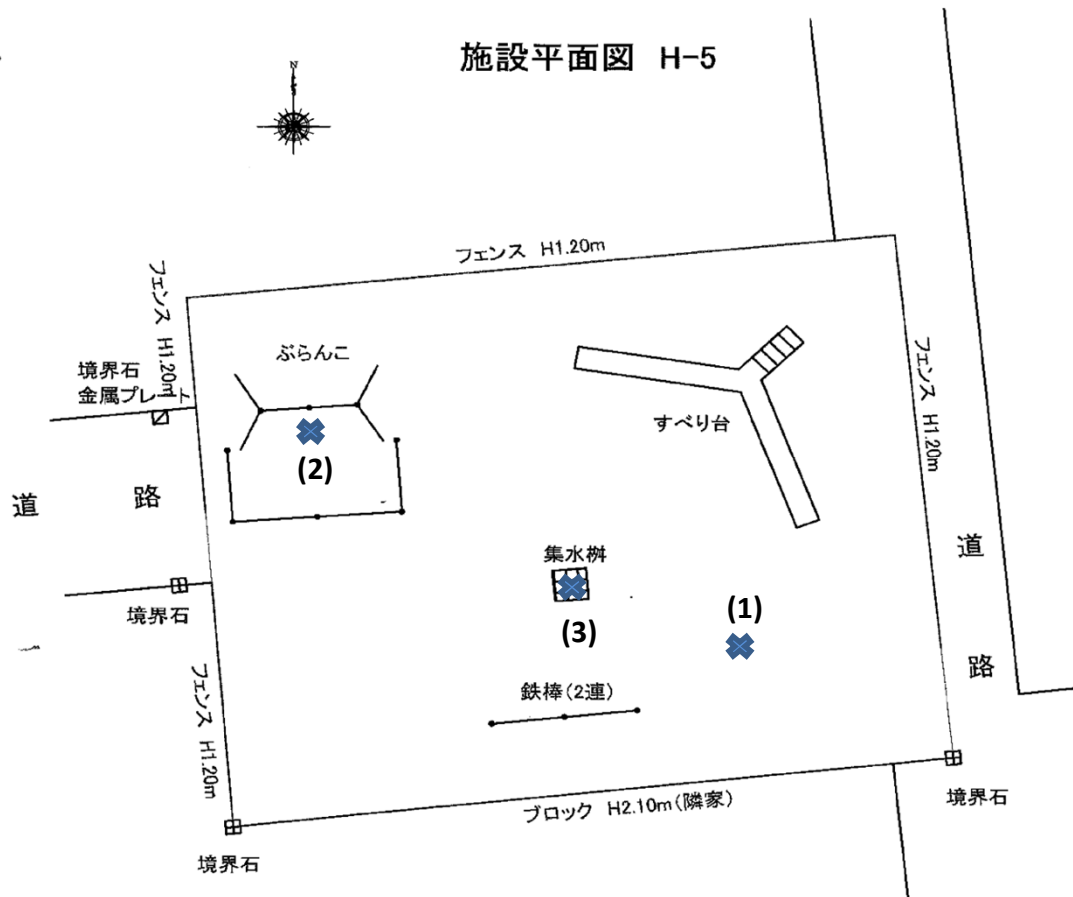 施設平面図 H-5
N
フェンス H1.20m
フェンス H1.20m
ぶらんこ
境界石
金属プレート
すべり台
フェンス H1.20m
(2)
道 路
集水桝
道 路
(1)
境界石
(3)
フェンス H1.20m
鉄棒(2連)
ブロック H2.10m(隣家)
境界石
境界石